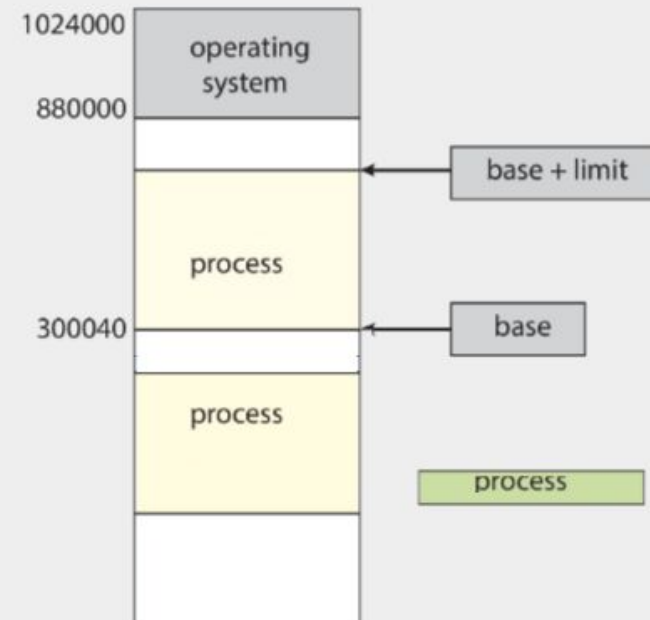 1024000
operating
system
880000
base + limit
process
300040
base
process
process